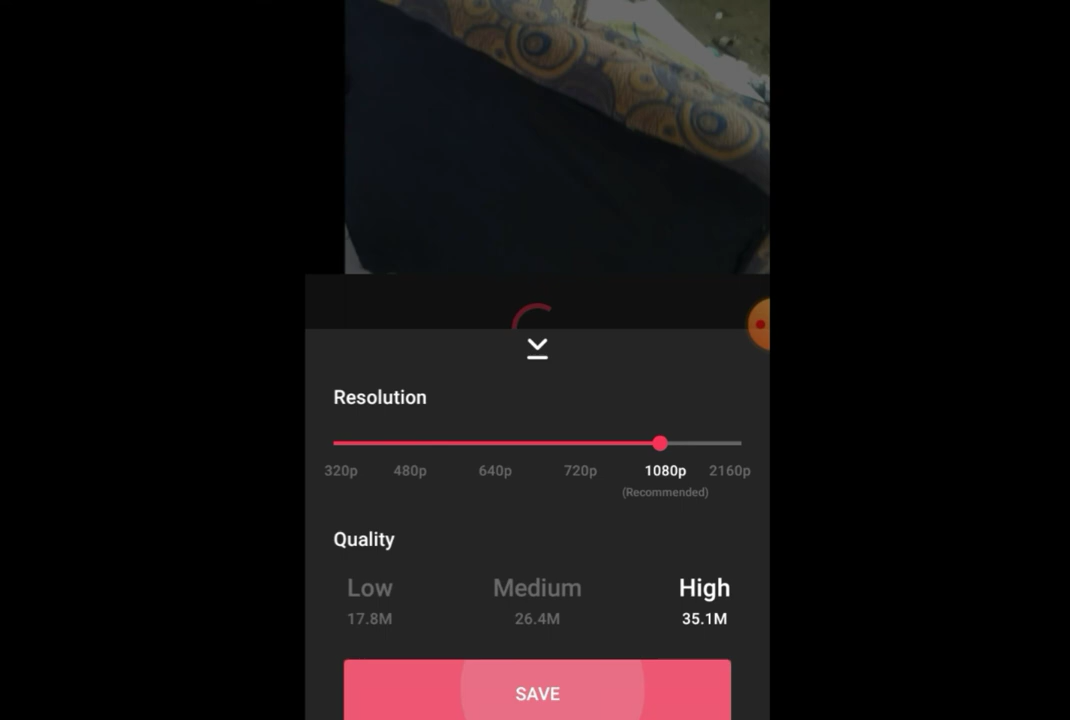 Resolution
320p 480p 640p 720p 1080p 2160p
(Recommended)
Quality
Low Medium High
17.8M 26.4M 35.1M
SAVE